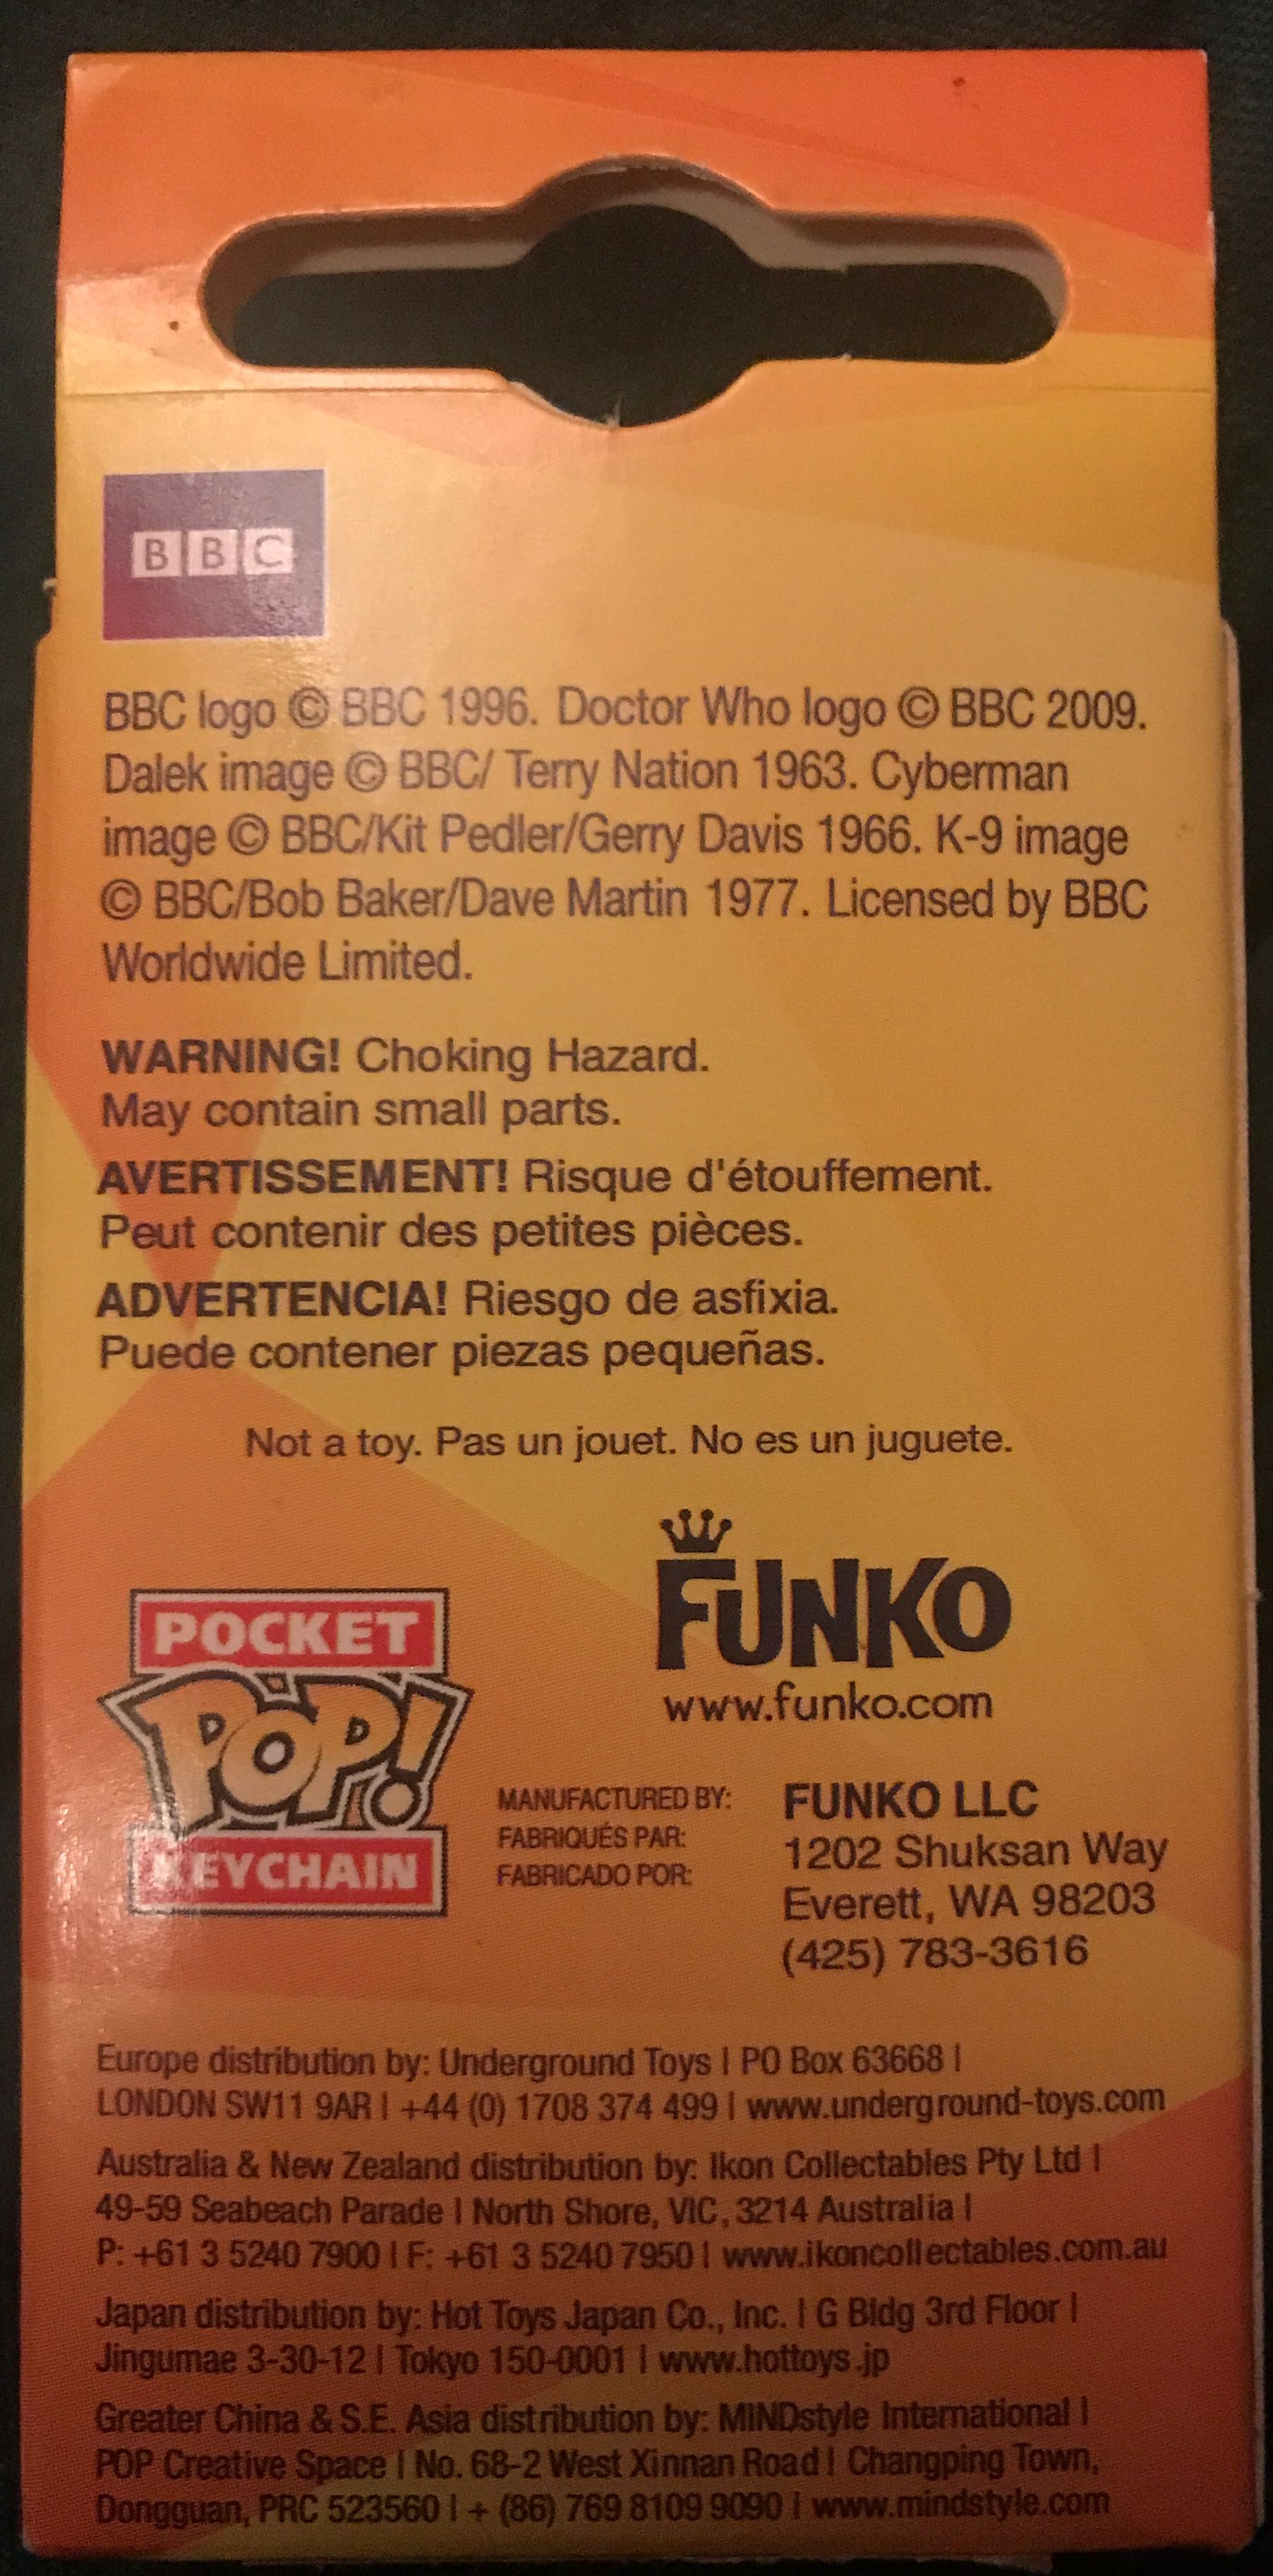 BBC
BBC logo © BBC 1996. Doctor Who logo © BBC 2009.
Dalek image © BBC/ Terry Nation 1963. Cyberman
image © BBC/Kit Pedler/Gerry Davis 1966. K-9 image
© BBC/Bob Baker/Dave Martin 1977. Licensed by BBC
Worldwide Limited.
WARNING! Choking Hazard.
May contain small parts.
AVERTISSEMENT! Risque d'étouffement.
Peut contenir des petites pièces.
ADVERTENCIA! Riesgo de asfixia.
Puede contener piezas pequeñas.
Not a toy. Pas un jouet. No es un juguete.
POCKET
POP!
KEYCHAIN
FUNKO
www.funko.com
MANUFACTURED BY:
FABRIQUÉS PAR:
FABRICADO POR:
FUNKO LLC
1202 Shuksan Way
Everett, WA 98203
(425) 783-3616
Europe distribution by: Underground Toys | PO Box 63668 |
LONDON SW11 9AR | +44 (0) 1708 374 499 | www.underground-toys.com
Australia & New Zealand distribution by: Ikon Collectables Pty Ltd |
49-59 Seabeach Parade | North Shore, VIC, 3214 Australia |
P: +61 3 5240 7900 | F: +61 3 5240 7950 | www.ikoncollectables.com.au
Japan distribution by: Hot Toys Japan Co., Inc. | G Bldg 3rd Floor |
Jingumae 3-30-12 | Tokyo 150-0001 | www.hottoys.jp
Greater China & S.E. Asia distribution by: MINDstyle International |
POP Creative Space | No. 68-2 West Xinnan Road | Changping Town,
Dongguan, PRC 523560 | + (86) 769 8109 9090 | www.mindstyle.com